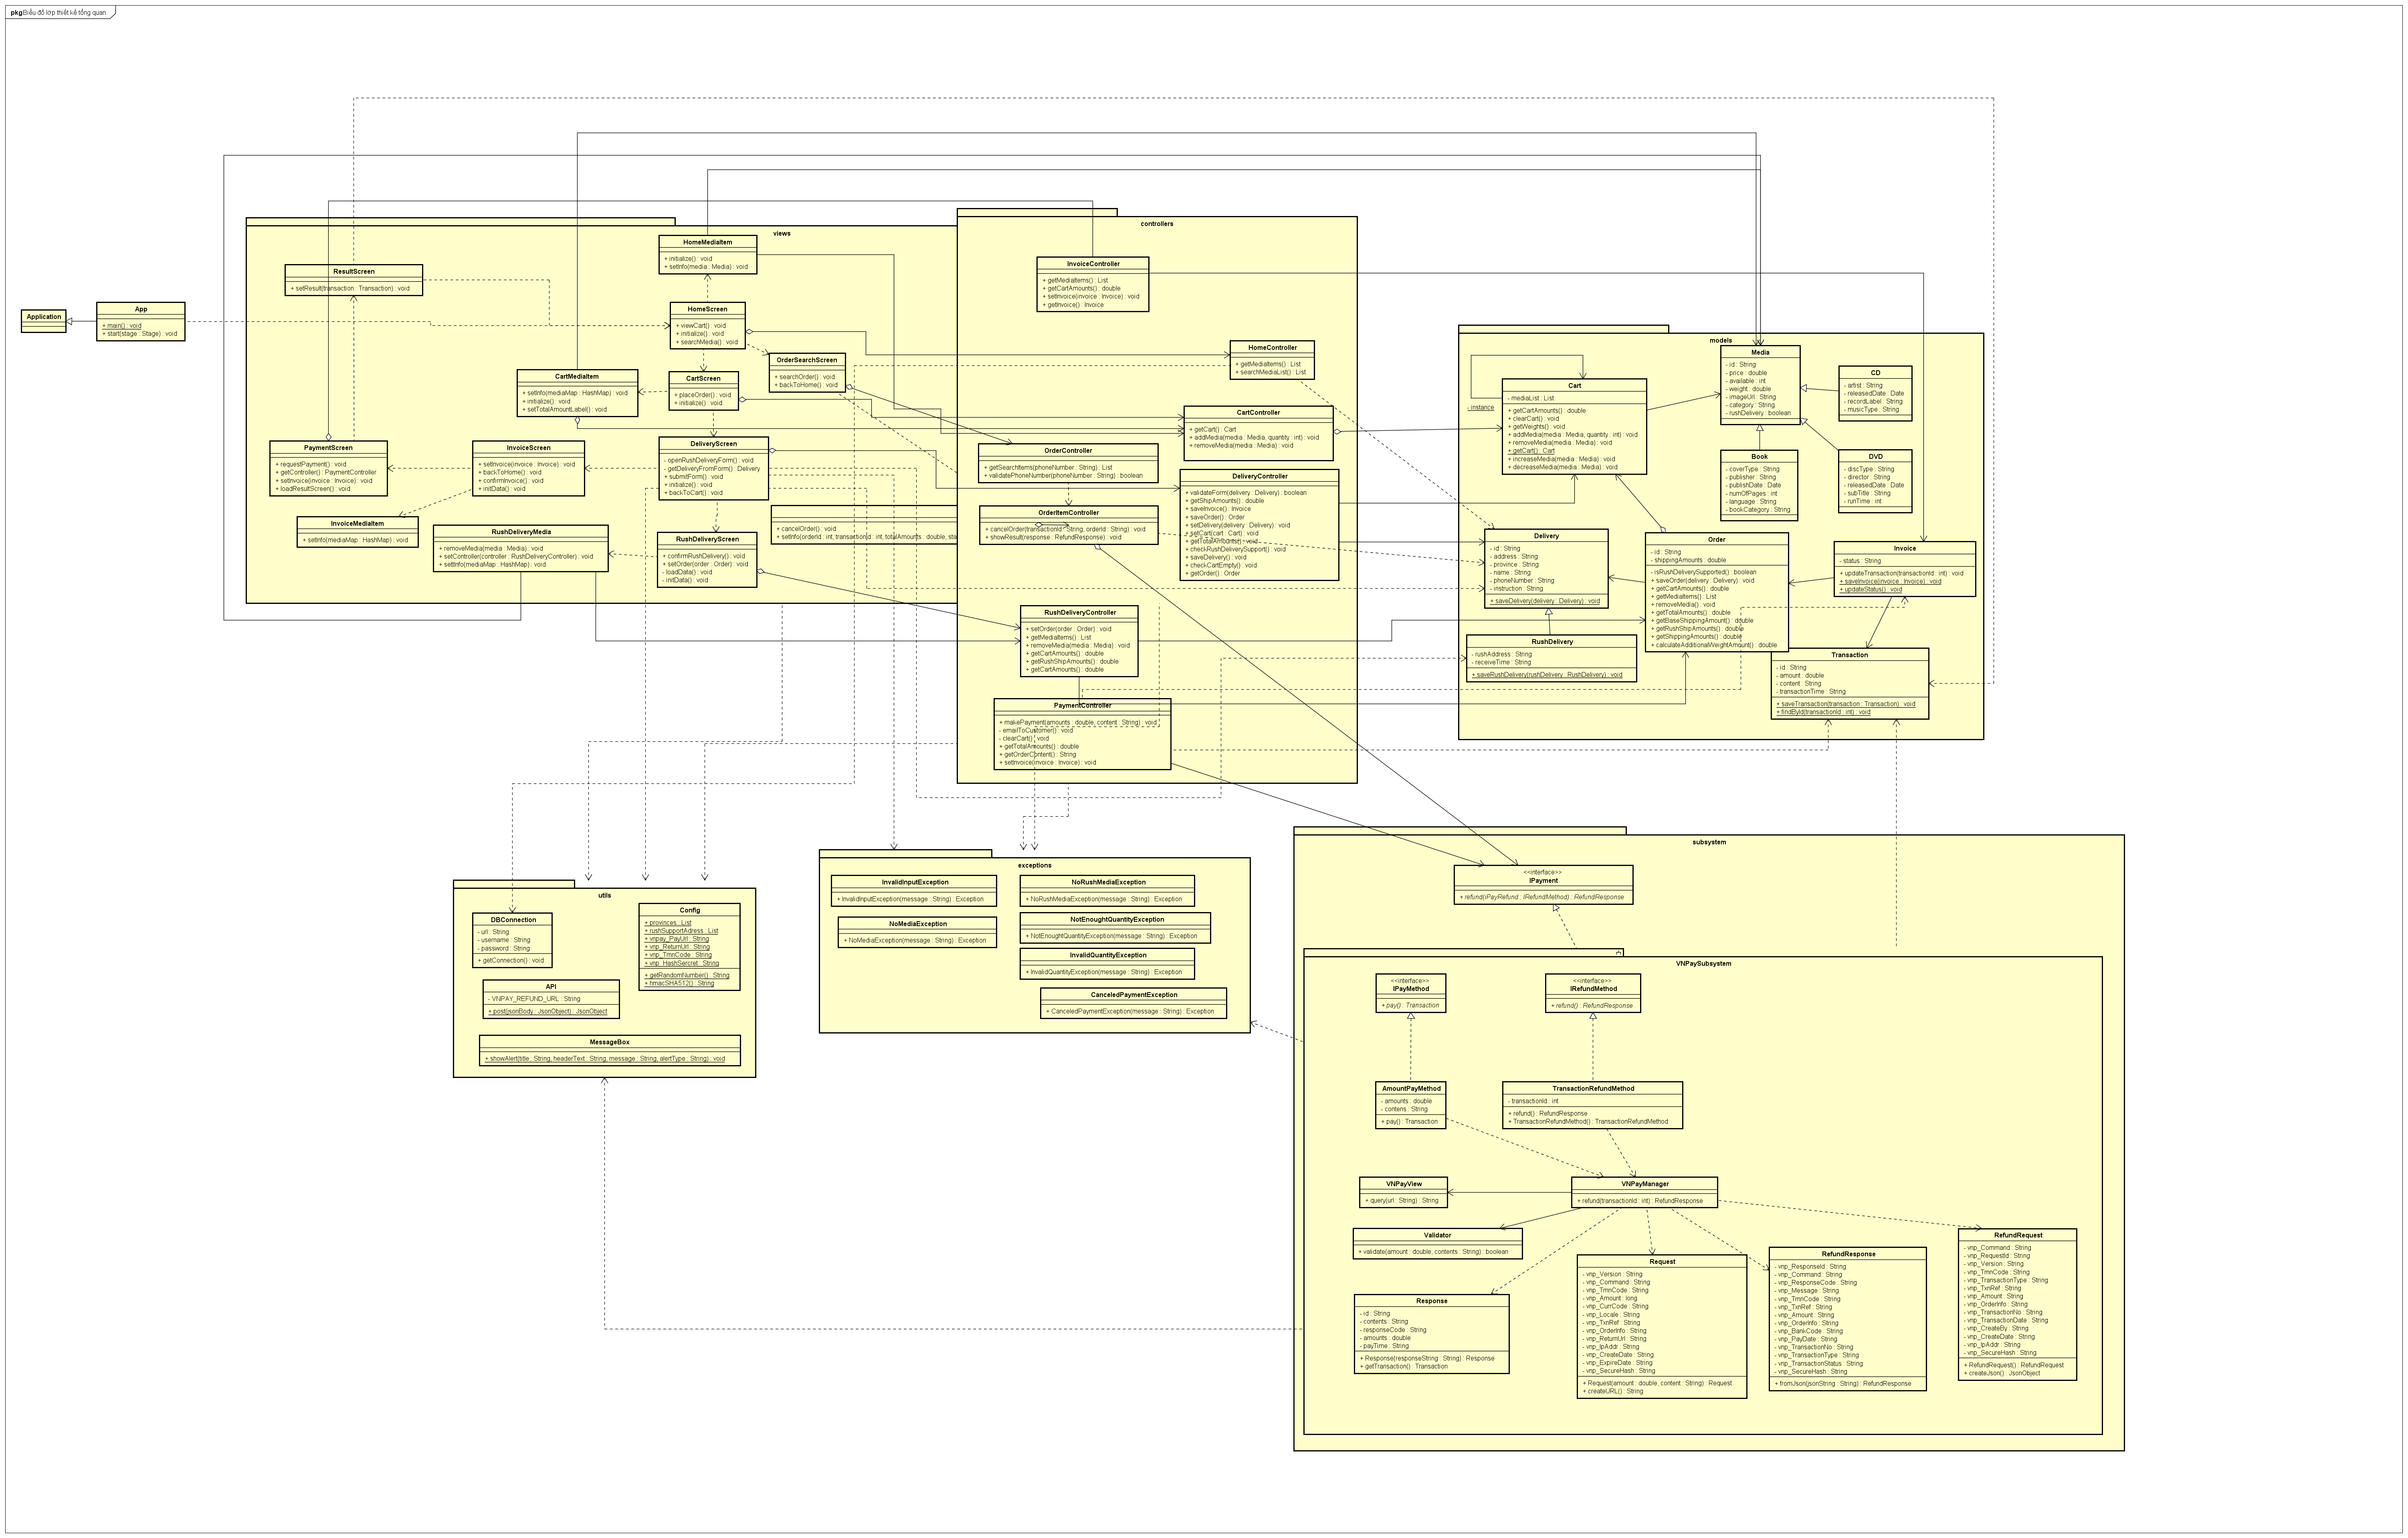 pkg Biểu đồ lớp thiết kế tổng quan
Application
App
+ main() : void
+ start(stage : Stage) : void
views
ResultScreen
+ setResult(transaction : Transaction) : void
HomeMediaItem
+ initialize() : void
+ setInfo(media : Media) : void
HomeScreen
+ viewCart() : void
+ initialize() : void
+ searchMedia() : void
OrderSearchScreen
+ searchOrder() : void
+ backToHome() : void
CartMediaItem
+ setInfo(mediaMap : HashMap) : void
+ initialize() : void
+ setTotalAmountLabel() : void
CartScreen
+ placeOrder() : void
+ initialize() : void
PaymentScreen
+ requestPayment() : void
+ getController() : PaymentController
+ setInvoice(invoice : Invoice) : void
+ loadResultScreen() : void
InvoiceScreen
+ setInvoice(invoice : Invoice) : void
+ backToHome() : void
+ confirmInvoice() : void
+ initData() : void
DeliveryScreen
- openRushDeliveryForm() : void
- getDeliveryFromForm() : Delivery
+ submitForm() : void
+ initialize() : void
+ backToCart() : void
InvoiceMediaItem
+ setInfo(mediaMap : HashMap) : void
RushDeliveryMedia
+ removeMedia(media : Media) : void
+ setController(controller : RushDeliveryController) : void
+ setInfo(mediaMap : HashMap) : void
RushDeliveryScreen
+ confirmRushDelivery() : void
+ setOrder(order : Order) : void
- loadData() : void
- initData() : void
+ cancelOrder() : void
+ setInfo(orderId : int, transactionId : int, totalAmounts : double, sta
controllers
InvoiceController
+ getMediaItems() : List
+ getCartAmounts() : double
+ setInvoice(invoice : Invoice) : void
+ getInvoice() : Invoice
HomeController
+ getMediaItems() : List
+ searchMediaList() : List
CartController
+ getCart() : Cart
+ addMedia(media : Media, quantity : int) : void
+ removeMedia(media : Media) : void
OrderController
+ getSearchItems(phoneNumber : String) : List
+ validatePhoneNumber(phoneNumber : String) : boolean
DeliveryController
+ validateForm(delivery : Delivery) : boolean
+ getShipAmounts() : double
+ saveInvoice() : Invoice
+ saveOrder() : Order
+ setDelivery(delivery : Delivery) : void
+ setCart(cart : Cart) : void
+ getTotalAmounts() : void
+ checkRushDeliverySupport() : void
+ saveDelivery() : void
+ checkCartEmpty() : void
+ getOrder() : Order
OrderItemController
+ cancelOrder(transactionId : String, orderId : String) : void
+ showResult(response : RefundResponse) : void
RushDeliveryController
+ setOrder(order : Order) : void
+ getMediaItems() : List
+ removeMedia(media : Media) : void
+ getCartAmounts() : double
+ getRushShipAmounts() : double
+ getCartAmounts() : double
PaymentController
+ makePayment(amounts : double, content : String) : void
- emailToCustomer() : void
- clearCart() : void
+ getTotalAmounts() : double
+ getOrderContent() : String
+ setInvoice(invoice : Invoice) : void
models
- instance
Cart
- mediaList : List
+ getCartAmounts() : double
+ clearCart() : void
+ getWeights() : void
+ addMedia(media : Media, quantity : int) : void
+ removeMedia(media : Media) : void
+ getCart() : Cart
+ increaseMedia(media : Media) : void
+ decreaseMedia(media : Media) : void
Media
- id : String
- price : double
- available : int
- weight : double
- imageUrl : String
- category : String
- rushDelivery : boolean
CD
- artist : String
- releasedDate : Date
- recordLabel : String
- musicType : String
Book
- coverType : String
- publisher : String
- publishDate : Date
- numOfPages : int
- language : String
- bookCategory : String
DVD
- discType : String
- director : String
- releasedDate : Date
- subTitle : String
- runTime : int
Delivery
- id : String
- address : String
- province : String
- name : String
- phoneNumber : String
- instruction : String
+ saveDelivery(delivery : Delivery) : void
Order
- id : String
- shippingAmounts : double
- isRushDeliverySupported() : boolean
+ saveOrder(delivery : Delivery) : void
+ getCartAmounts() : double
+ getMediaItems() : List
+ removeMedia() : void
+ getTotalAmounts() : double
+ getBaseShippingAmount() : double
+ getRushShipAmounts() : double
+ getShippingAmounts() : double
+ calculateAdditionalWeightAmount() : double
Invoice
- status : String
+ updateTransaction(transactionId : int) : void
+ saveInvoice(invoice : Invoice) : void
+ updateStatus() : void
RushDelivery
- rushAddress : String
- receiveTime : String
+ saveRushDelivery(rushDelivery : RushDelivery) : void
Transaction
- id : String
- amount : double
- content : String
- transactionTime : String
+ saveTransaction(transaction : Transaction) : void
+ findById(transactionId : int) : void
utils
DBConnection
- url : String
- username : String
- password : String
+ getConnection() : void
Config
+ provinces : List
+ rushSupportAdress : List
+ vnpay_PayUrl : String
+ vnp_ReturnUrl : String
+ vnp_TmnCode : String
+ vnp_HashSercret : String
+ getRandomNumber() : String
+ hmacSHA512() : String
API
- VNPAY_REFUND_URL : String
+ post(jsonBody : JsonObject) : JsonObject
MessageBox
+ showAlert(title : String, headerText : String, message : String, alertType : String) : void
exceptions
InvalidInputException
+ InvalidInputException(message : String) : Exception
NoRushMediaException
+ NoRushMediaException(message : String) : Exception
NoMediaException
+ NoMediaException(message : String) : Exception
NotEnoughtQuantityException
+ NotEnoughtQuantityException(message : String) : Exception
InvalidQuantityException
+ InvalidQuantityException(message : String) : Exception
CanceledPaymentException
+ CanceledPaymentException(message : String) : Exception
subsystem
<<interface>>
IPayment
+ refund(iPayRefund : IRefundMethod) : RefundResponse
VNPaySubsystem
<<interface>>
IPayMethod
+ pay() : Transaction
<<interface>>
IRefundMethod
+ refund() : RefundResponse
AmountPayMethod
- amounts : double
- contens : String
+ pay() : Transaction
TransactionRefundMethod
- transactionId : int
+ refund() : RefundResponse
+ TransactionRefundMethod() : TransactionRefundMethod
VNPayView
+ query(url : String) : String
VNPayManager
+ refund(transactionId : int) : RefundResponse
Validator
+ validate(amount : double, contents : String) : boolean
Response
- id : String
- contents : String
- responseCode : String
- amounts : double
- payTime : String
+ Response(responseString : String) : Response
+ getTransaction() : Transaction
Request
- vnp_Version : String
- vnp_Command : String
- vnp_TmnCode : String
- vnp_Amount : long
- vnp_CurrCode : String
- vnp_Locale : String
- vnp_TxnRef : String
- vnp_OrderInfo : String
- vnp_ReturnUrl : String
- vnp_IpAddr : String
- vnp_CreateDate : String
- vnp_ExpireDate : String
- vnp_SecureHash : String
+ Request(amount : double, content : String) : Request
+ createURL() : String
RefundResponse
- vnp_ResponseId : String
- vnp_Command : String
- vnp_ResponseCode : String
- vnp_Message : String
- vnp_TmnCode : String
- vnp_TxnRef : String
- vnp_Amount : String
- vnp_OrderInfo : String
- vnp_BankCode : String
- vnp_PayDate : String
- vnp_TransactionNo : String
- vnp_TransactionType : String
- vnp_TransactionStatus : String
- vnp_SecureHash : String
+ fromJson(jsonString : String) : RefundResponse
RefundRequest
- vnp_Command : String
- vnp_RequestId : String
- vnp_Version : String
- vnp_TmnCode : String
- vnp_TransactionType : String
- vnp_TxnRef : String
- vnp_Amount : String
- vnp_OrderInfo : String
- vnp_TransactionNo : String
- vnp_TransactionDate : String
- vnp_CreateBy : String
- vnp_CreateDate : String
- vnp_IpAddr : String
- vnp_SecureHash : String
+ RefundRequest() : RefundRequest
+ createJson() : JsonObject